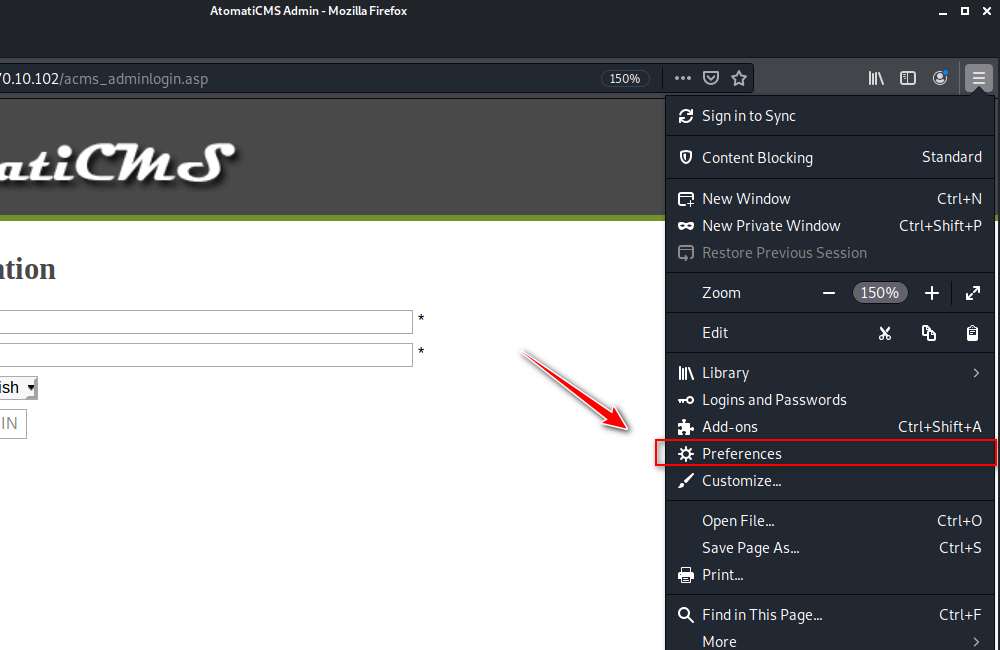 AtomatiCMS Admin - Mozilla Firefox
/0.10.102/acms_adminlogin.asp
150%
Sign in to Sync
atiCMS
Content Blocking Standard
New Window Ctrl+N
New Private Window Ctrl+Shift+P
Restore Previous Session
ation
Zoom 150%
*
Edit
*
Library
ish
Logins and Passwords
IN
Add-ons Ctrl+Shift+A
Preferences
Customize...
Open File... Ctrl+O
Save Page As... Ctrl+S
Print...
Find in This Page... Ctrl+F
More